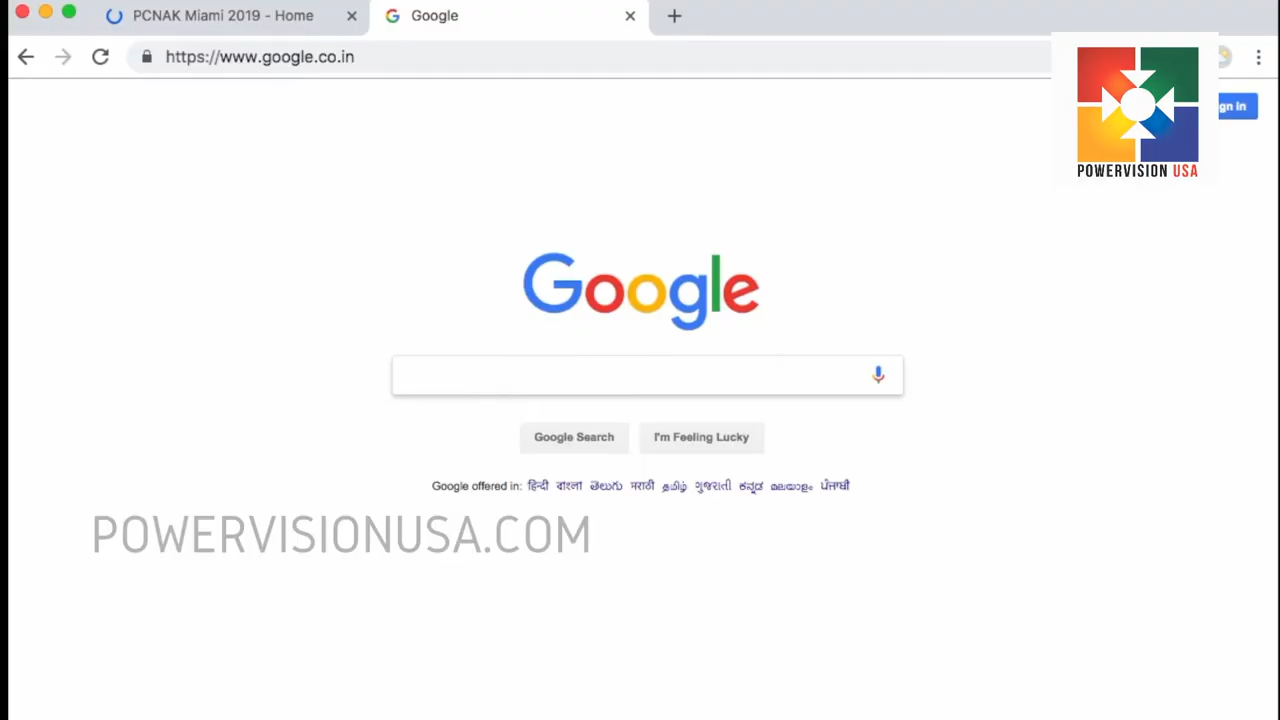 PCNAK Miami 2019 - Home
Google
https://www.google.co.in
gn In
POWERVISION USA
Google
Google Search
I'm Feeling Lucky
Google offered in: हिन्दी বাংলা తెలుగు मराठी தமிழ் ગુજરાતી ಕನ್ನಡ മലയാളം ਪੰਜਾਬੀ
POWERVISIONUSA.COM